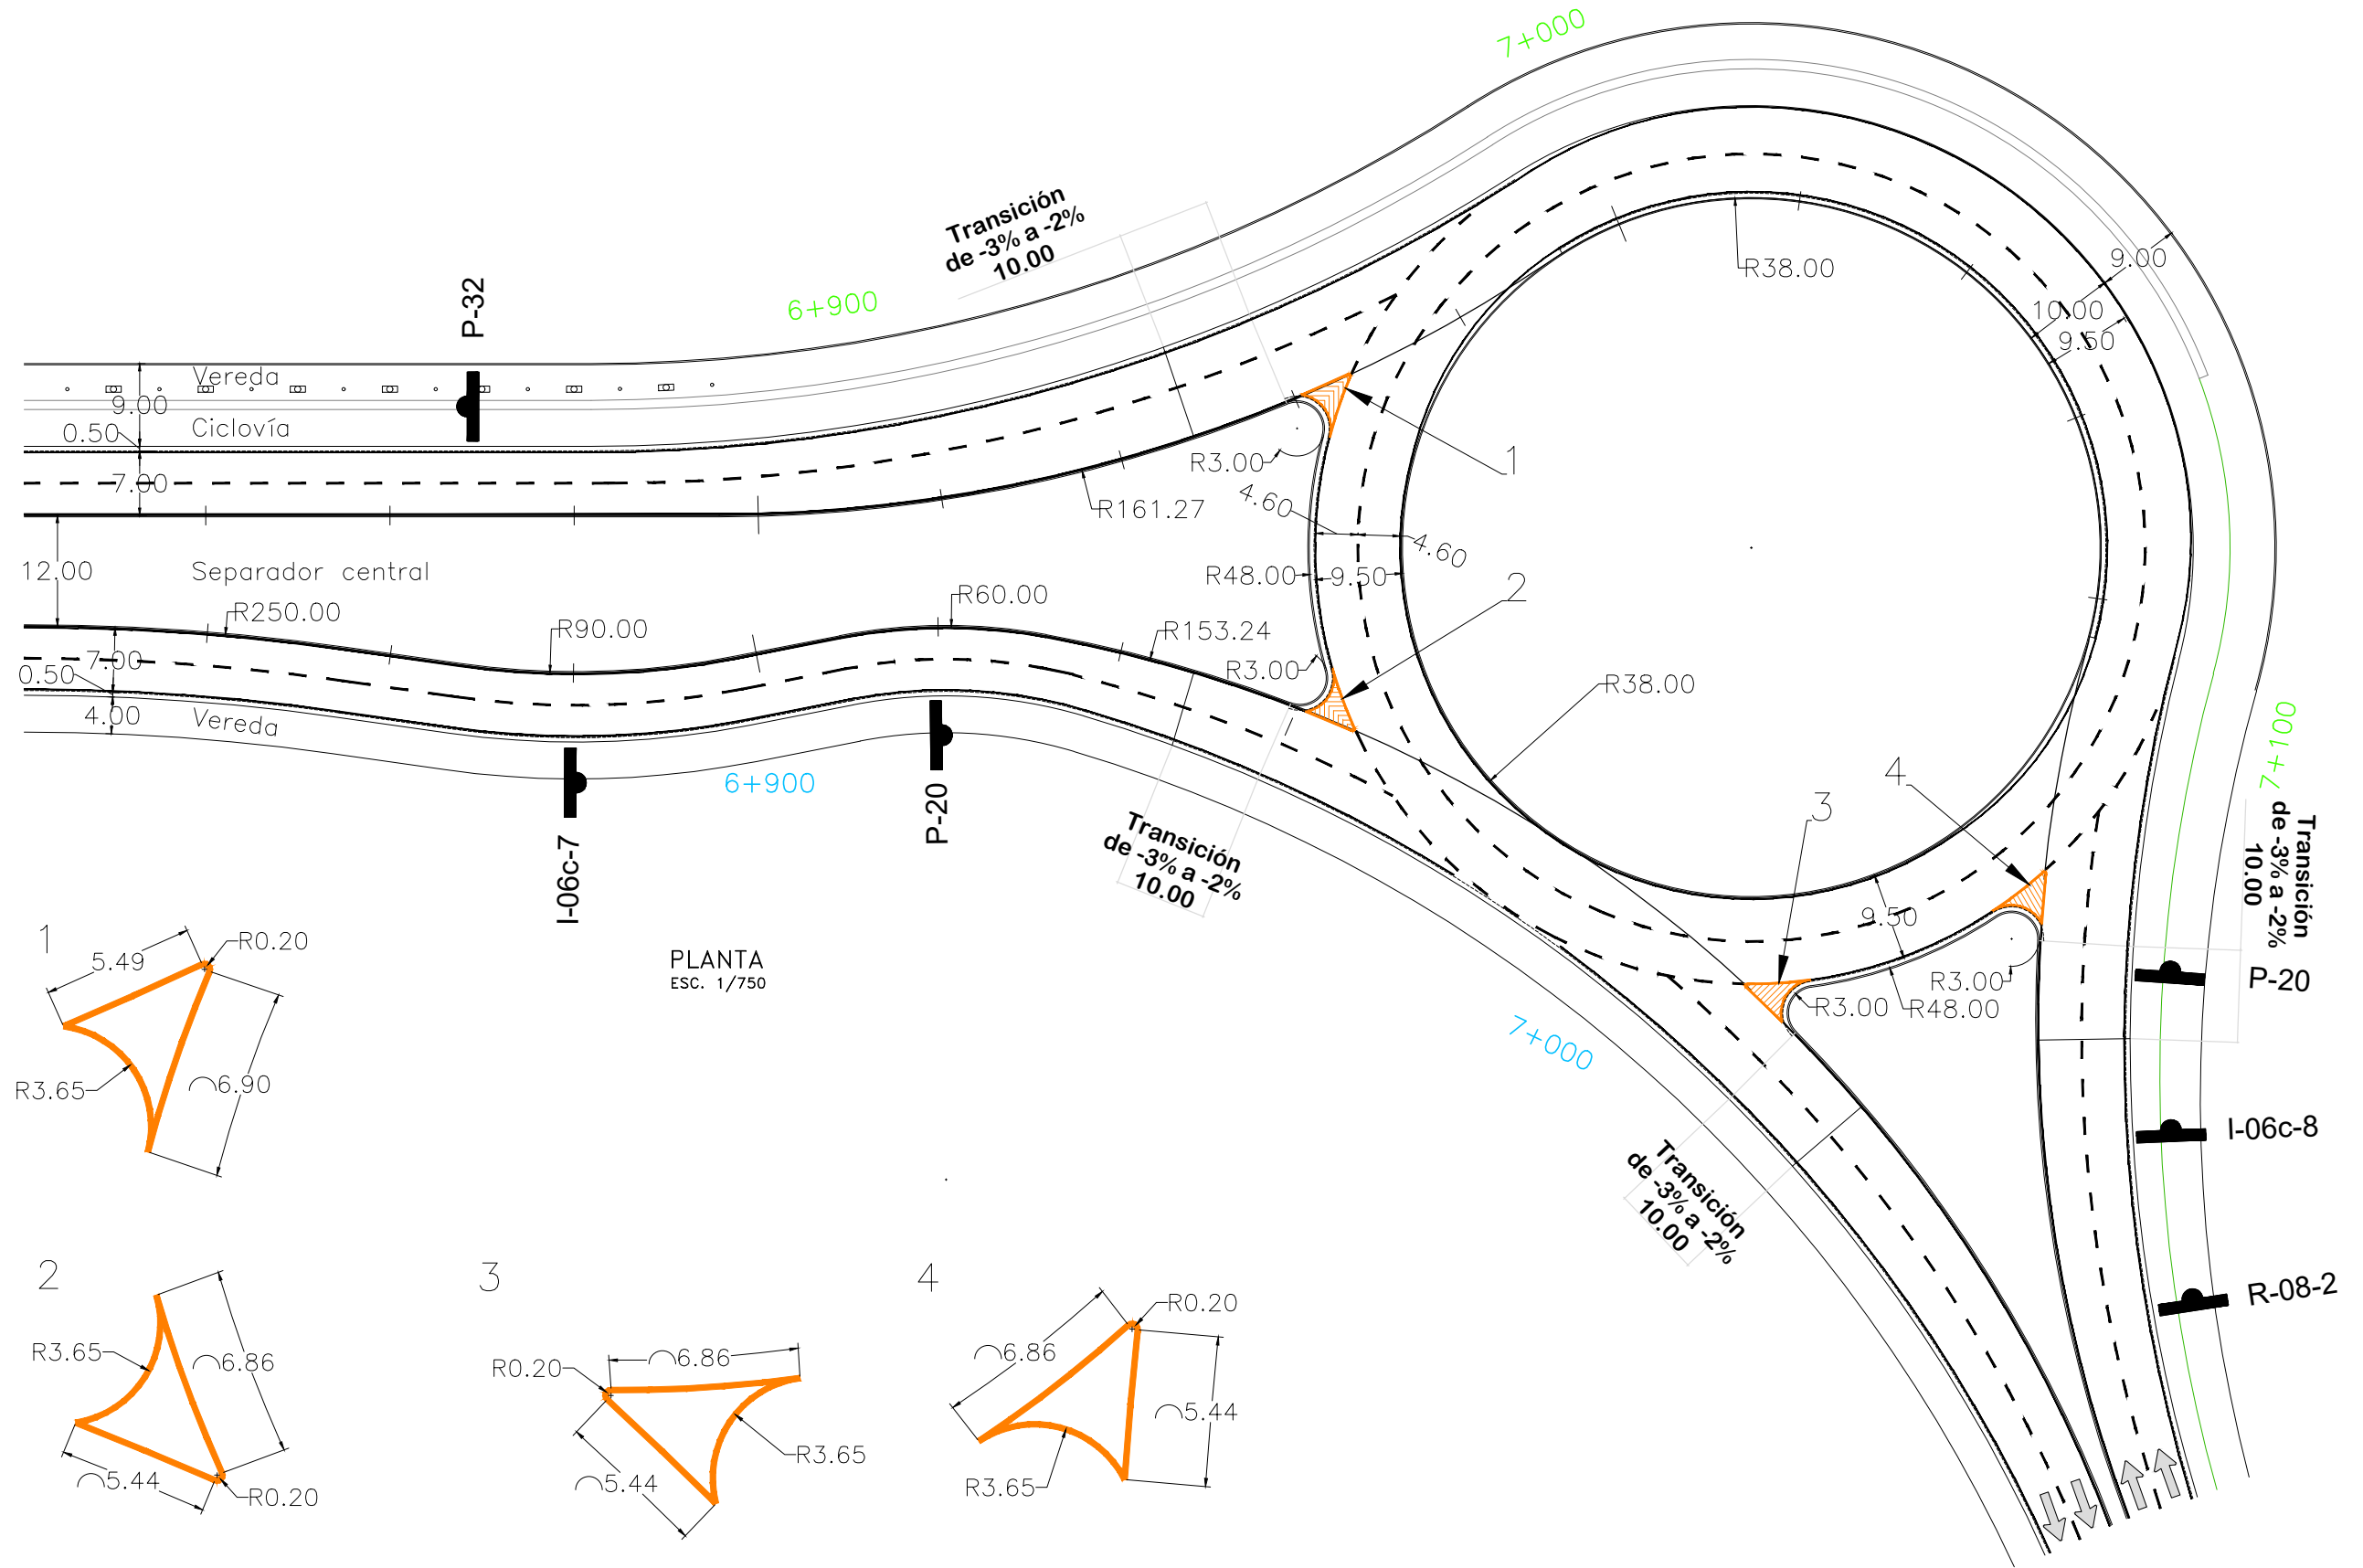 7+000
Transición
de -3% a -2%
10.00
P-32
6+900
R38.00
9.00
10.00
9.50
Vereda
9.00
Ciclovía
0.50
7.00
R3.00
1
4.60
R161.27
4.60
12.00
Separador central
R48.00
9.50
2
R250.00
R60.00
R90.00
R153.24
7.00
R3.00
0.50
R38.00
4.00
Vereda
6+900
7+100
P-20
I-06c-7
4
3
Transición
de -3% a -2%
10.00
Transición
de -3% a -2%
10.00
9.50
1
R0.20
5.49
PLANTA
ESC. 1/750
R3.00
P-20
R3.00
R48.00
7+000
R3.65
6.90
I-06c-8
Transición
de -3% a -2%
10.00
2
3
4
R-08-2
R0.20
R3.65
6.86
R0.20
6.86
6.86
5.44
R3.65
5.44
R0.20
5.44
R3.65